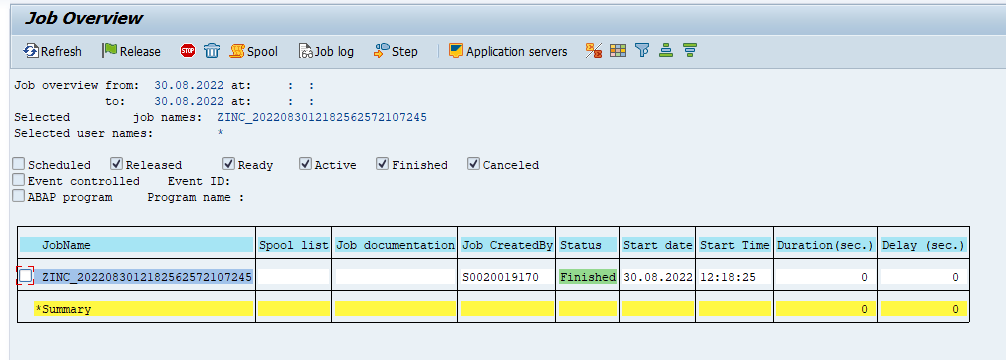 Job Overview
Refresh Release STOP Spool Job log Step Application servers
Job overview from: 30.08.2022 at: : :
to: 30.08.2022 at: : :
Selected job names: ZINC_2022083012182562572107245
Selected user names: *
Scheduled Released Ready Active Finished Canceled
Event controlled Event ID:
ABAP program Program name :
JobName Spool list Job documentation Job CreatedBy Status Start date Start Time Duration(sec.) Delay (sec.)
ZINC_2022083012182562572107245 S0020019170 Finished 30.08.2022 12:18:25 0 0
*Summary 0 0